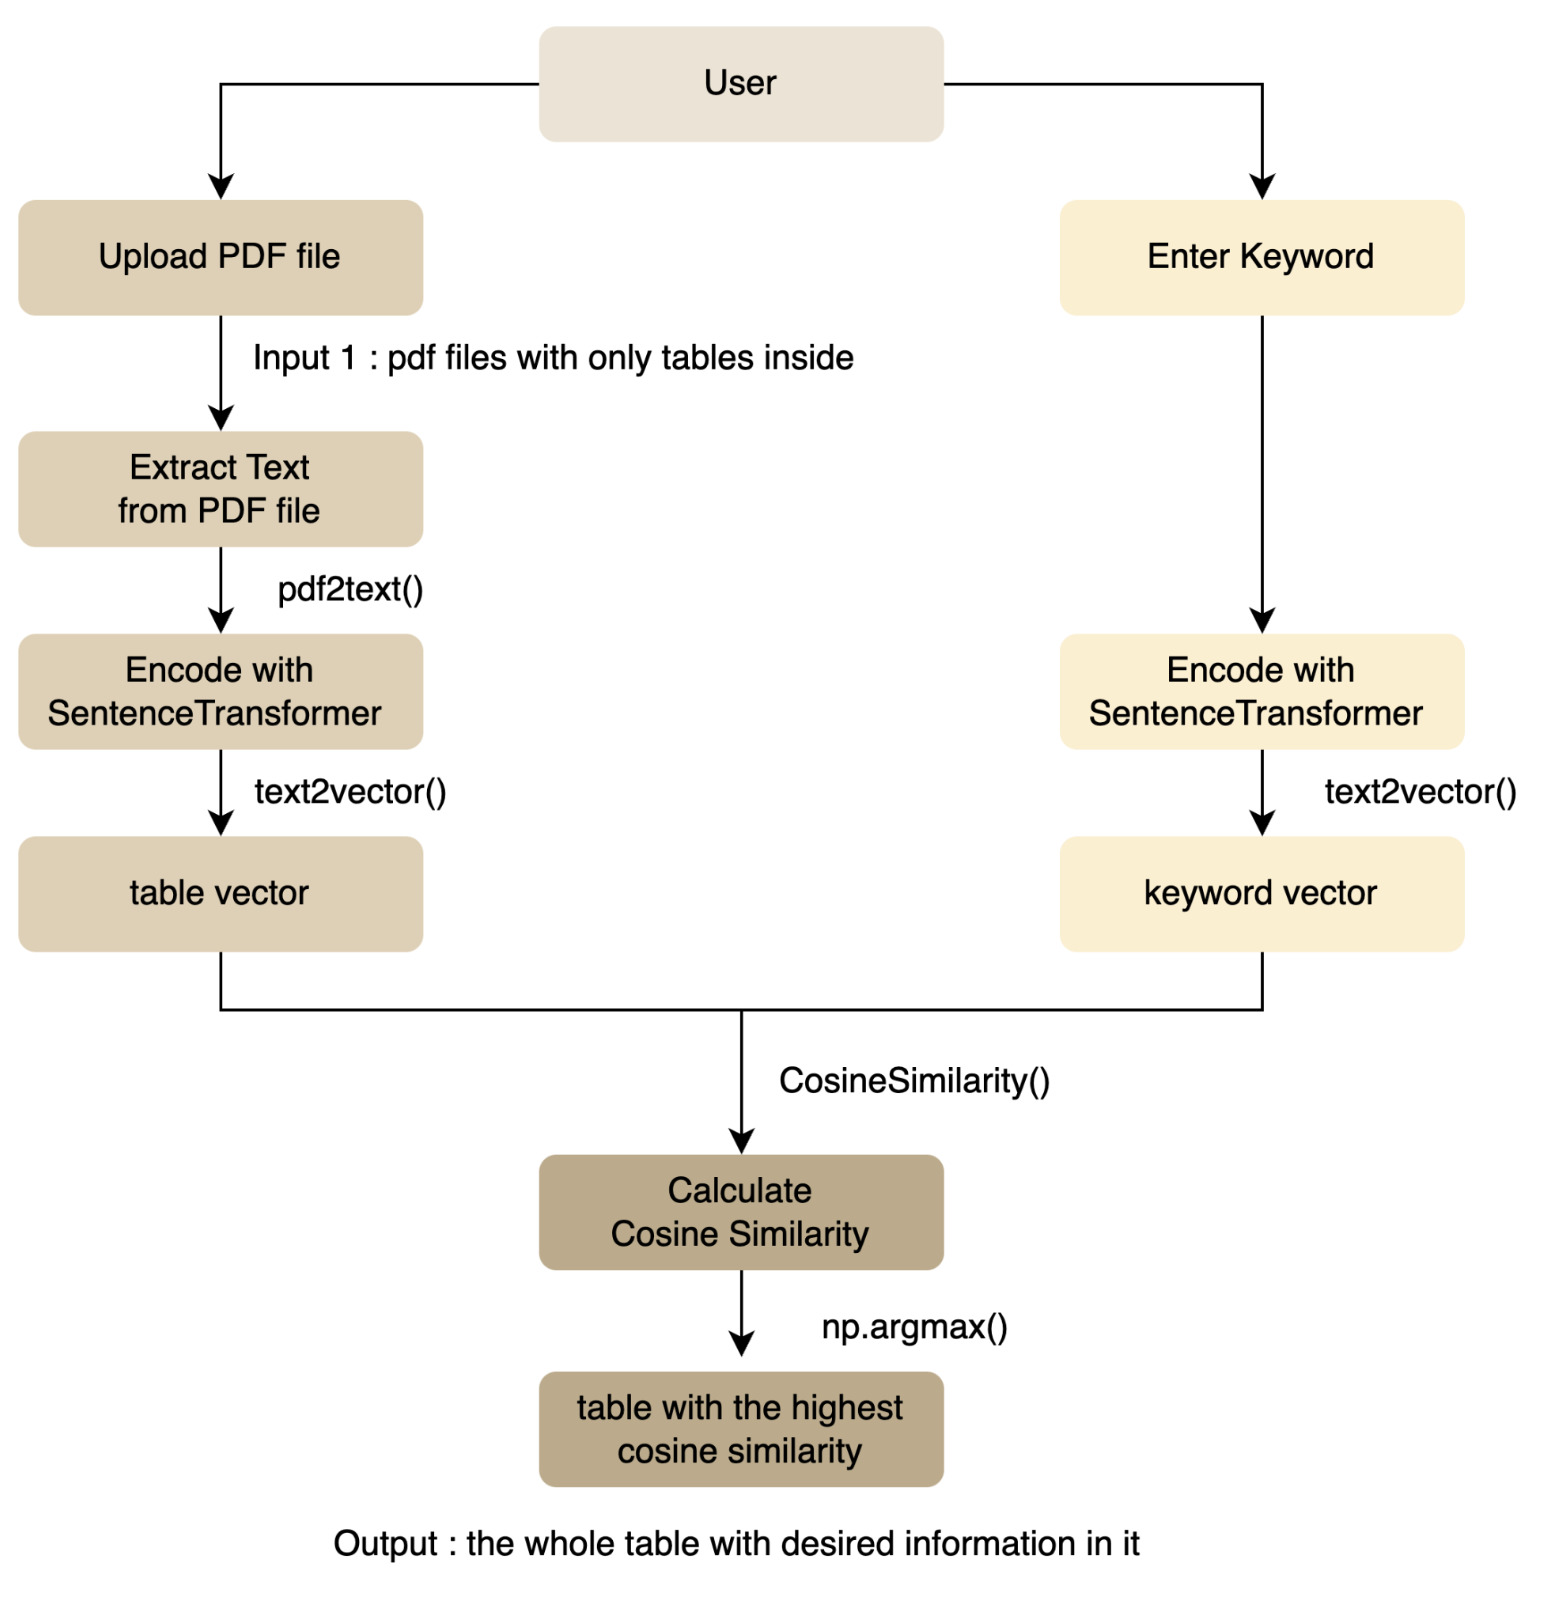 User
Upload PDF file
Enter Keyword
Input 1 : pdf files with only tables inside
Extract Text
from PDF file
pdf2text()
Encode with
SentenceTransformer
Encode with
SentenceTransformer
text2vector()
text2vector()
table vector
keyword vector
CosineSimilarity()
Calculate
Cosine Similarity
np.argmax()
table with the highest
cosine similarity
Output : the whole table with desired information in it